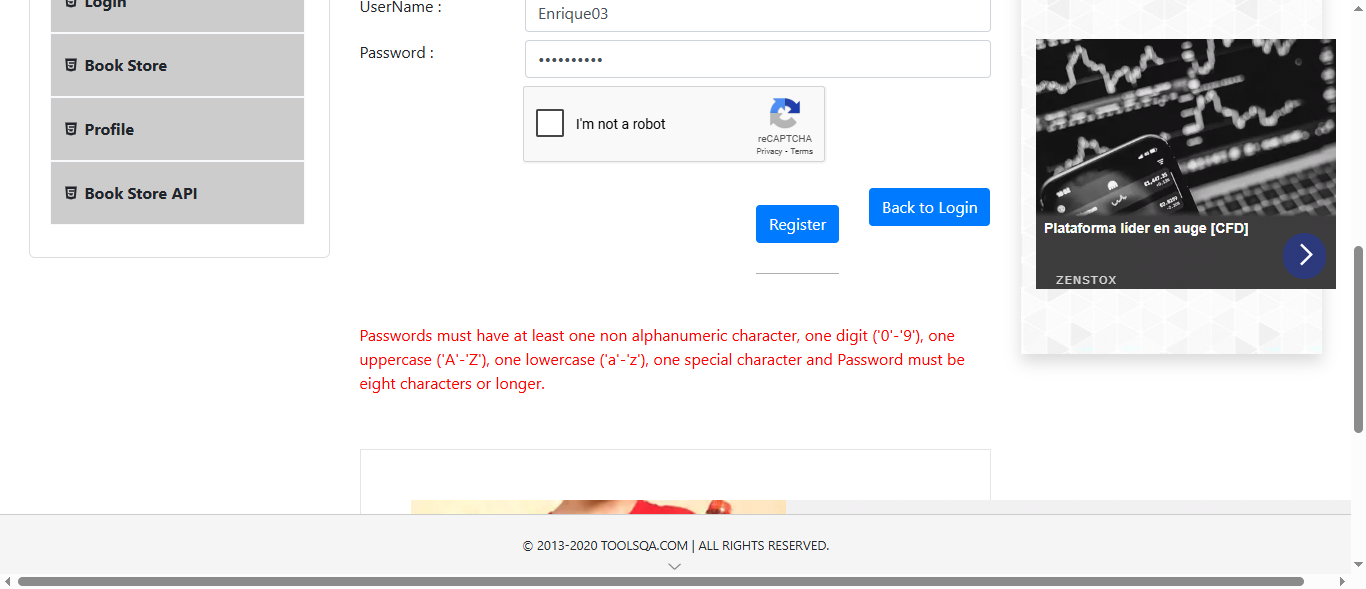 Login
Book Store
Profile
Book Store API
UserName :
Enrique03
Password :
••••••••••
I'm not a robot
reCAPTCHA
Privacy - Terms
Back to Login
Register
Passwords must have at least one non alphanumeric character, one digit ('0'-'9'), one
uppercase ('A'-'Z'), one lowercase ('a'-'z'), one special character and Password must be
eight characters or longer.
Plataforma líder en auge [CFD]
ZENSTOX
© 2013-2020 TOOLSQA.COM | ALL RIGHTS RESERVED.